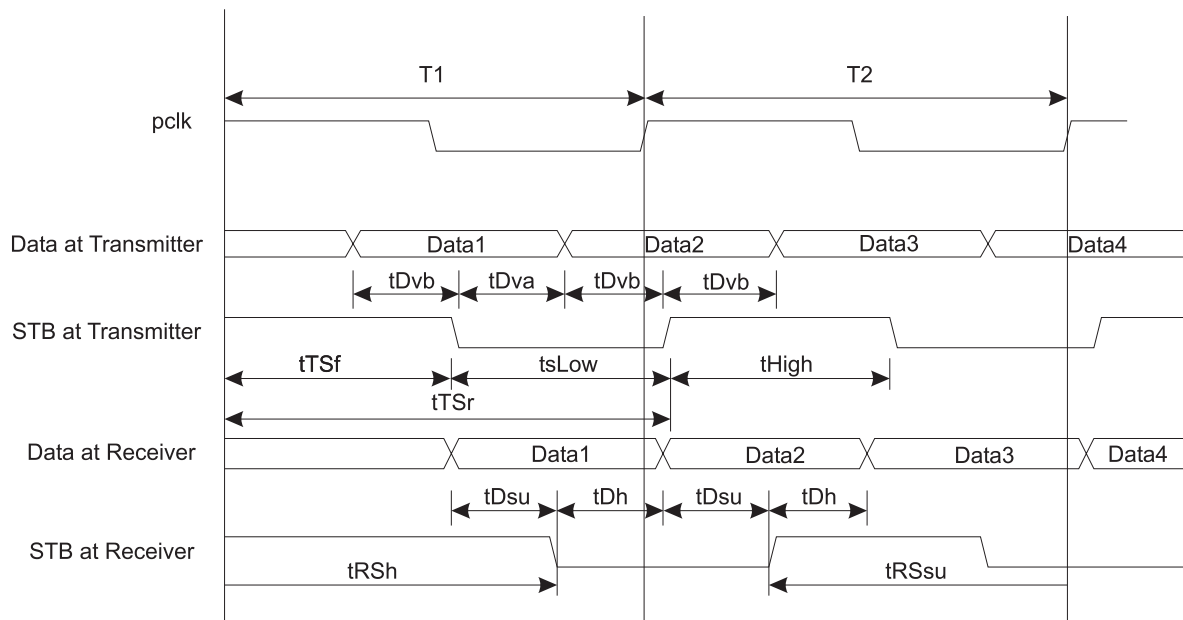 T1 T2
pclk
Data at Transmitter Data1 Data2 Data3 Data4
tDvb tDva tDvb tDvb
STB at Transmitter
tTSf tsLow tHigh
tTSr
Data at Receiver Data1 Data2 Data3 Data4
tDsu tDh tDsu tDh
STB at Receiver
tRSh tRSsu